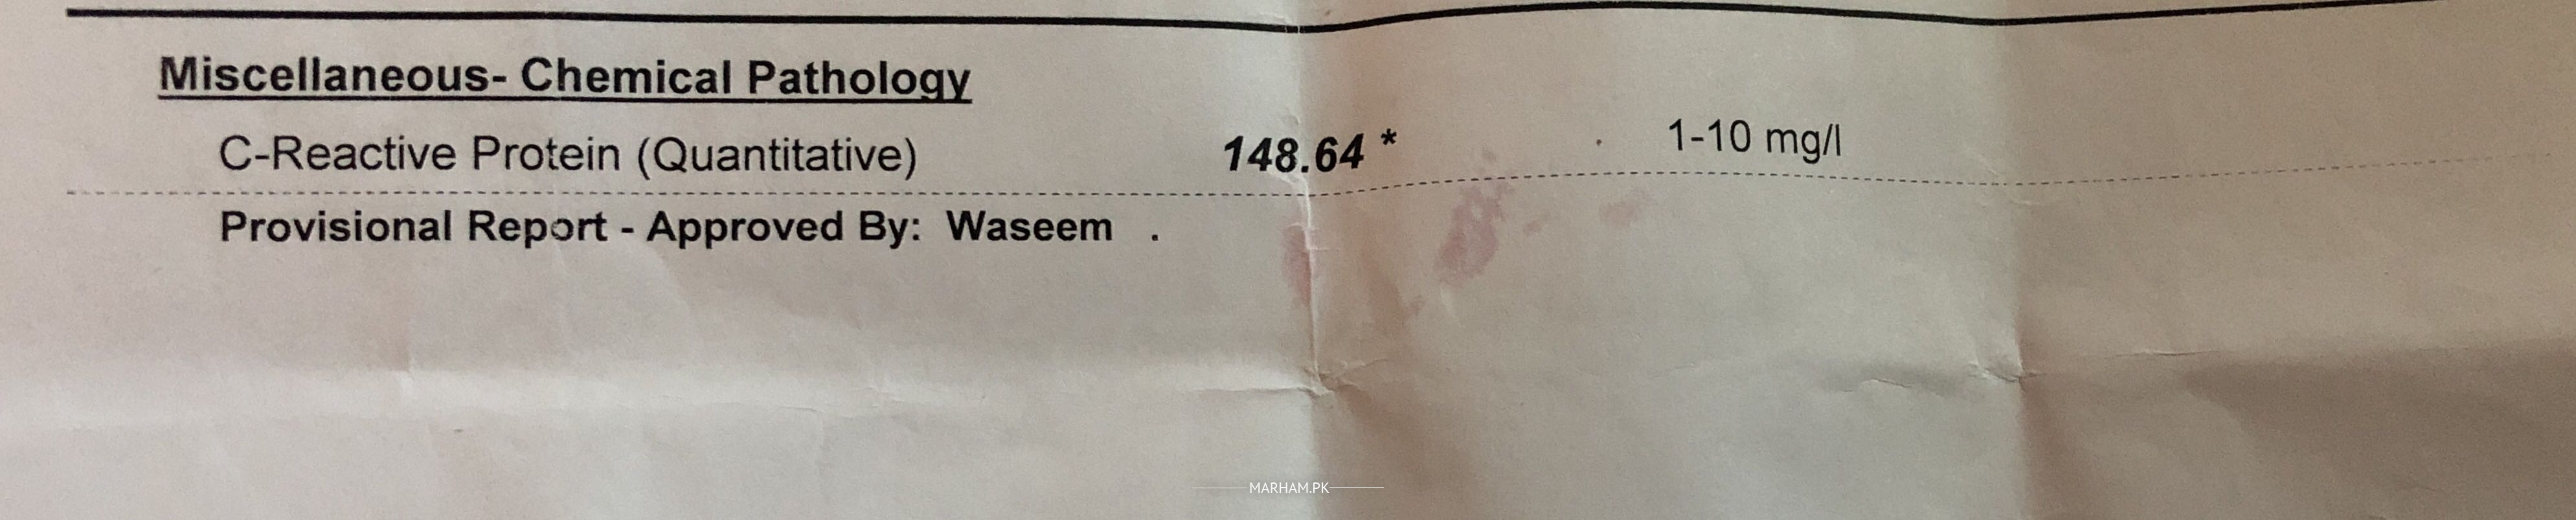 Miscellaneous- Chemical Pathology
C-Reactive Protein (Quantitative) 148.64 * 1-10 mg/l
Provisional Report - Approved By: Waseem .
MARHAM.PK